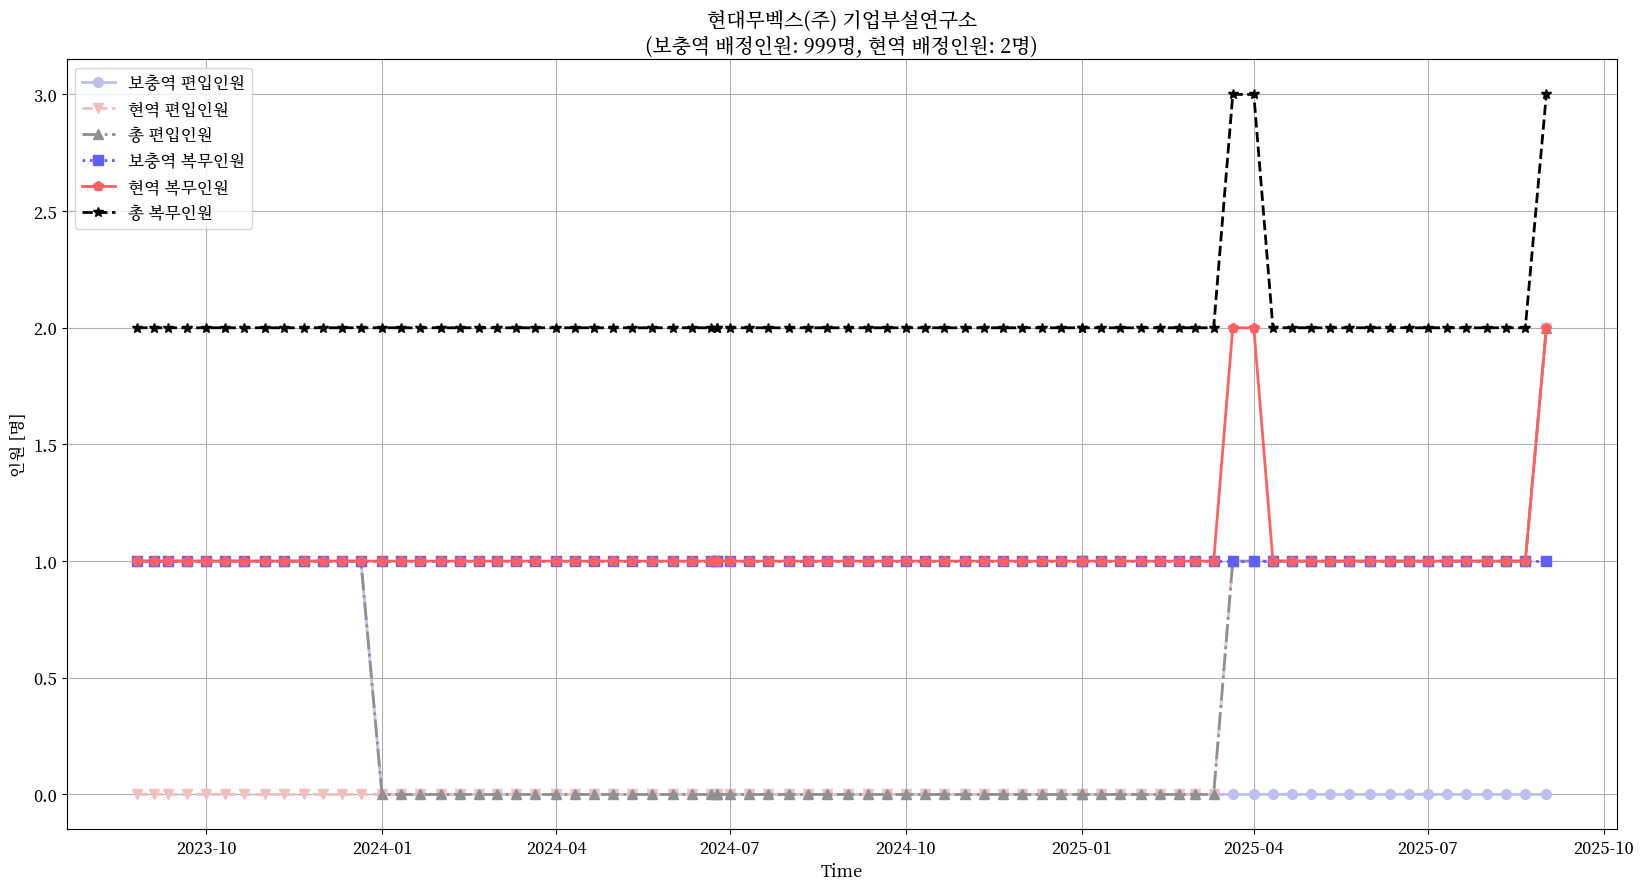 현대무벡스(주) 기업부설연구소
(보충역 배정인원: 999명, 현역 배정인원: 2명)
보충역 편입인원
현역 편입인원
총 편입인원
보충역 복무인원
현역 복무인원
총 복무인원
3.0
2.5
2.0
1.5
1.0
0.5
0.0
인원 [명]
2023-10
2024-01
2024-04
2024-07
2024-10
2025-01
2025-04
2025-07
2025-10
Time